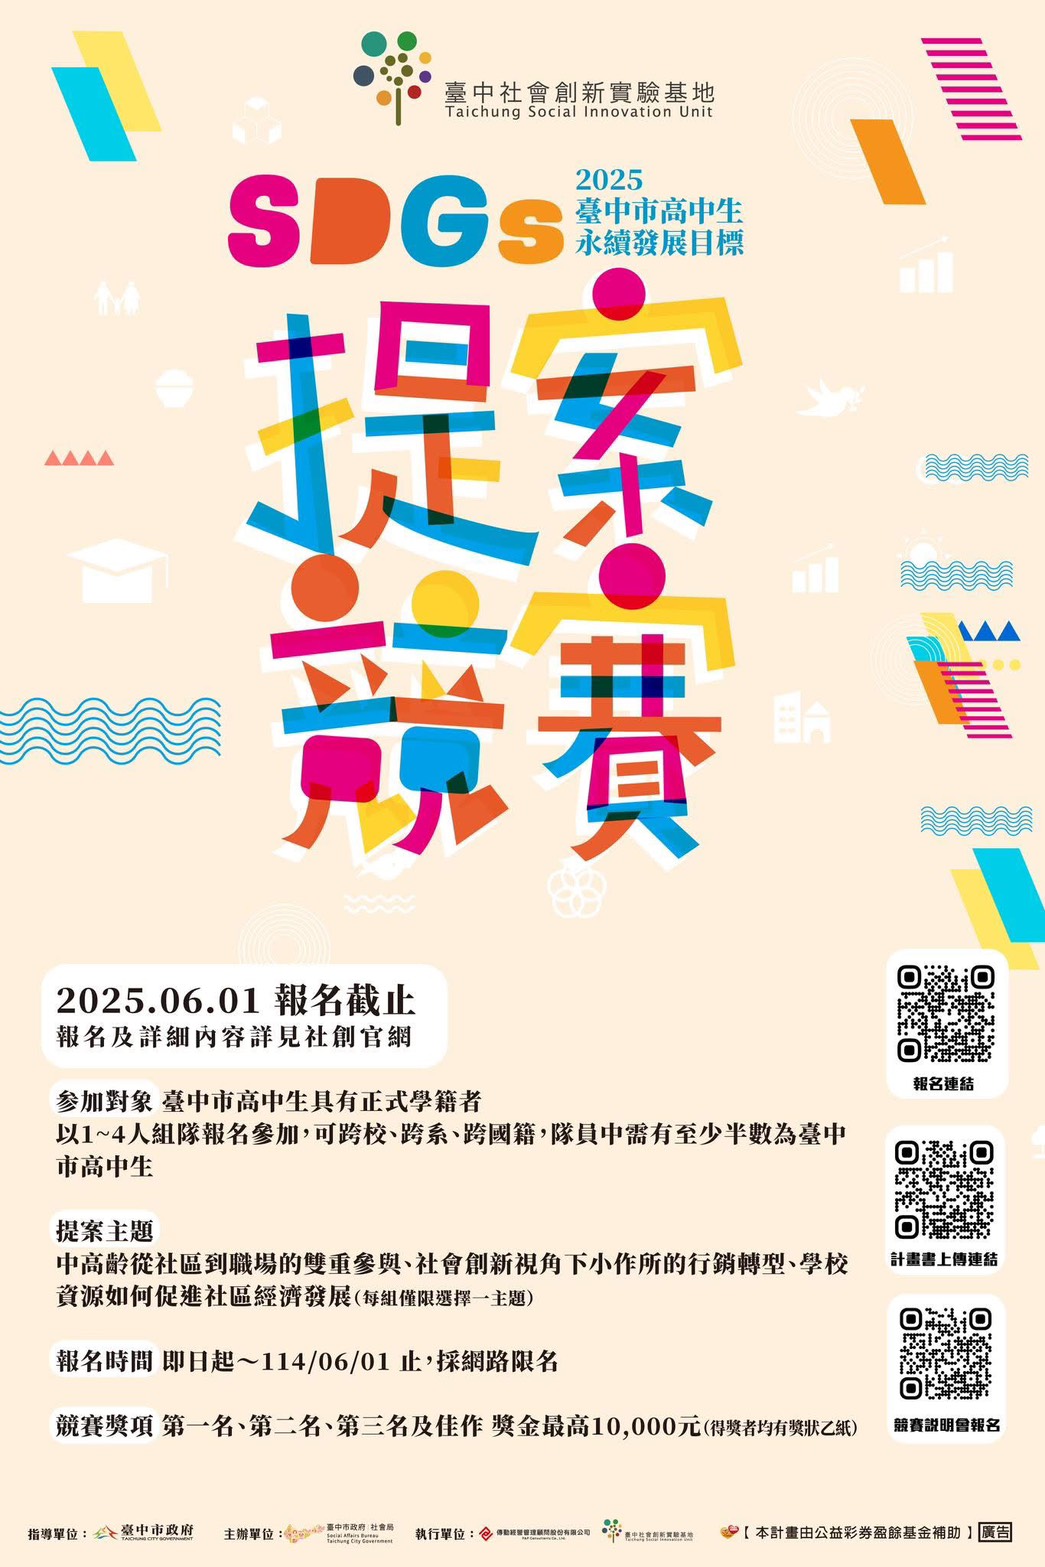 臺中社會創新實驗基地
Taichung Social Innovation Unit
SDGs
2025
臺中市高中生
永續發展目標
提案
競賽
2025.06.01 報名截止
報名及詳細內容詳見社創官網
參加對象 臺中市高中生具有正式學籍者
以1~4人組隊報名參加，可跨校、跨系、跨國籍，隊員中需有至少半數為臺中
市高中生
提案主題
中高齡從社區到職場的雙重參與、社會創新視角下小作所的行銷轉型、學校
資源如何促進社區經濟發展(每組僅限選擇一主題)
報名時間 即日起～114/06/01 止，採網路限名
競賽獎項 第一名、第二名、第三名及佳作 獎金最高10,000元(得獎者均有獎狀乙紙)
報名連結
計畫書上傳連結
競賽說明會報名
指導單位：臺中市政府
TAICHUNG CITY GOVERNMENT
主辦單位：臺中市政府 社會局
Social Affairs Bureau
Taichung City Government
執行單位：傳動經營管理顧問股份有限公司
臺中社會創新實驗基地
Taichung Social Innovation Unit
【 本計畫由公益彩券盈餘基金補助 】廣告